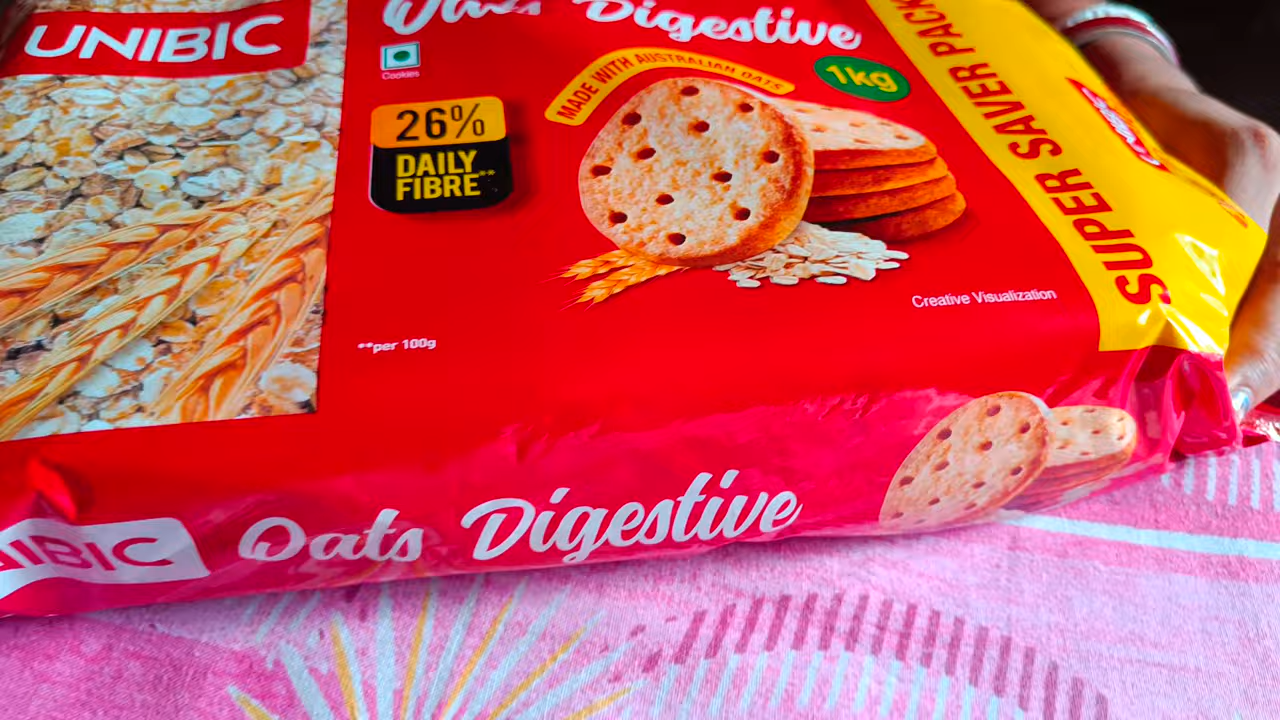 UNIBIC
Oats Digestive
Cookies
MADE WITH AUSTRALIAN OATS
1kg
26%
DAILY
FIBRE**
SUPER SAVER PACK
Creative Visualization
**per 100g
Oats Digestive